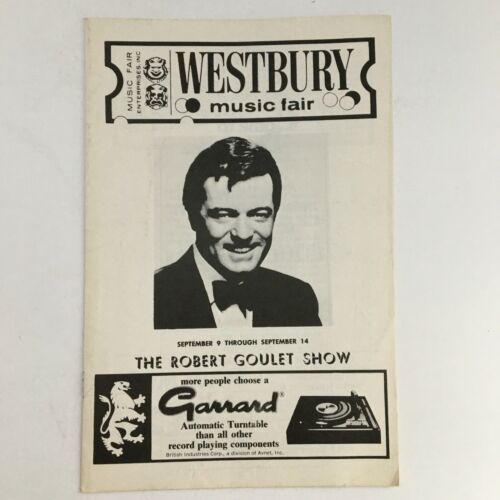 MUSIC FAIR
ENTERPRISES INC
WESTBURY
music fair
SEPTEMBER 9 THROUGH SEPTEMBER 14
THE ROBERT GOULET SHOW
more people choose a
Garrard®
Automatic Turntable
than all other
record playing components
British Industries Corp., a division of Avnet, Inc.